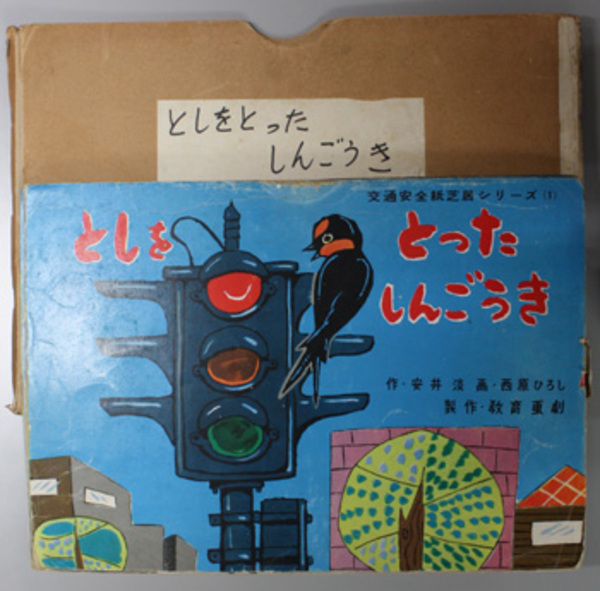 としをとった
しんごうき
交通安全紙芝居シリーズ(1)
としを とった
しんごうき
作・安井淡 画・西原ひろし
製作・教育画劇